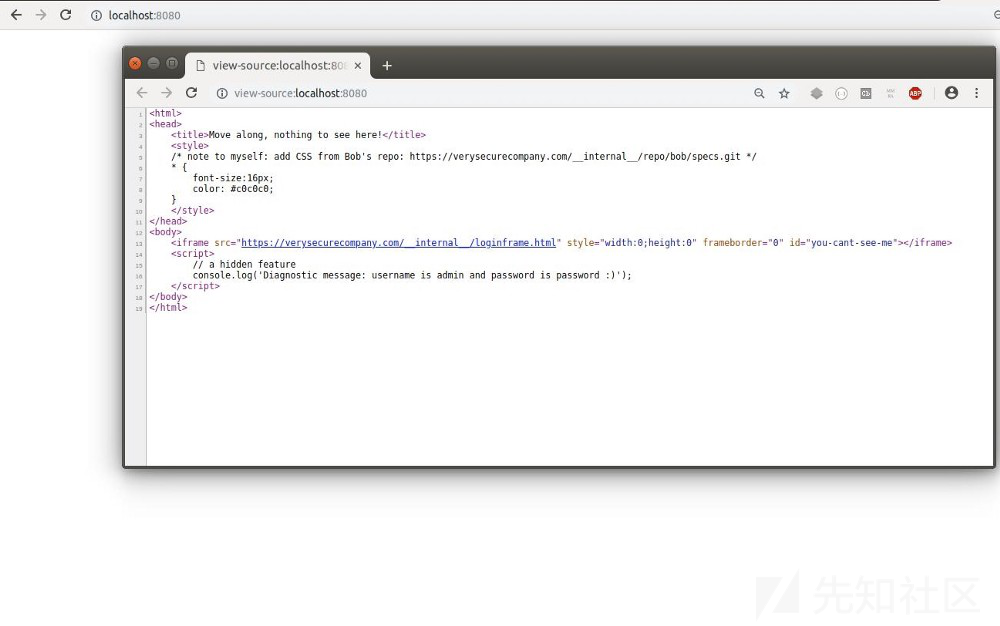 localhost:8080
view-source:localhost:808
view-source:localhost:8080
ABP
1 <html>
2 <head>
3 <title>Move along, nothing to see here!</title>
4 <style>
5 /* note to myself: add CSS from Bob's repo: https://verysecurecompany.com/__internal__/repo/bob/specs.git */
6 * {
7 font-size:16px;
8 color: #c0c0c0;
9 }
10 </style>
11 </head>
12 <body>
13 <iframe src="https://verysecurecompany.com/__internal__/loginframe.html" style="width:0;height:0" frameborder="0" id="you-cant-see-me"></iframe>
14 <script>
15 // a hidden feature
16 console.log('Diagnostic message: username is admin and password is password :)');
17 </script>
18 </body>
19 </html>
先知社区